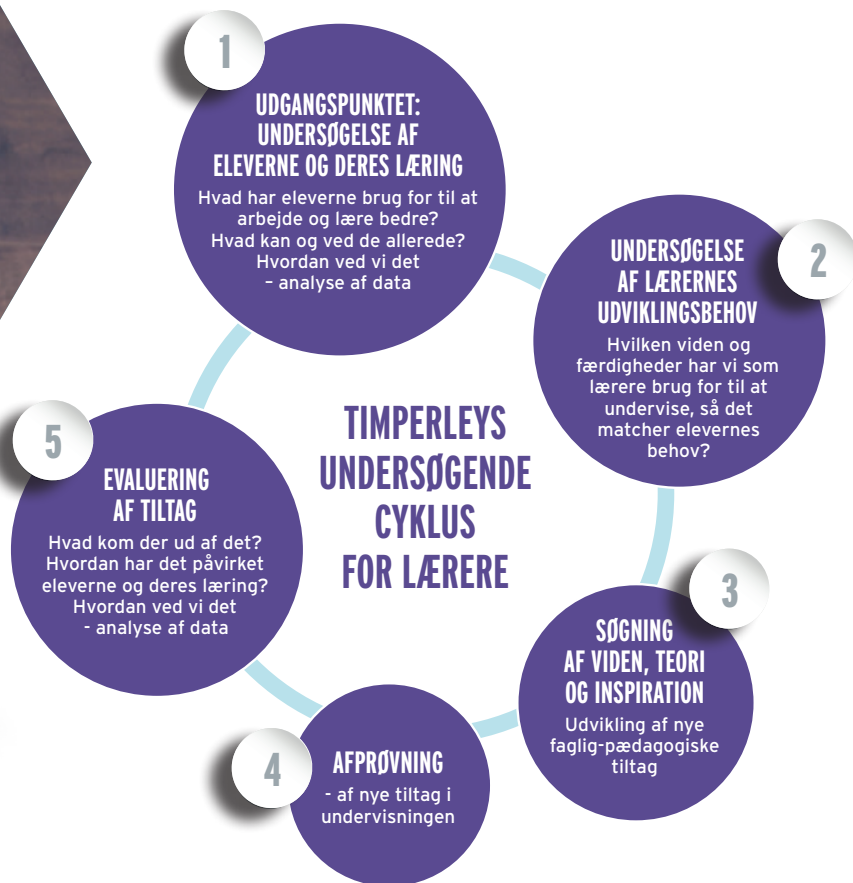 1
UDGANGSPUNKTET:
UNDERSØGELSE AF
ELEVERNE OG DERES LÆRING
Hvad har eleverne brug for til at
arbejde og lære bedre?
Hvad kan og ved de allerede?
Hvordan ved vi det
– analyse af data
2
UNDERSØGELSE
AF LÆRERNES
UDVIKLINGSBEHOV
Hvilken viden og
færdigheder har vi som
lærere brug for til at
undervise, så det
matcher elevernes
behov?
TIMPERLEYS
UNDERSØGENDE
CYKLUS
FOR LÆRERE
3
SØGNING
AF VIDEN, TEORI
OG INSPIRATION
Udvikling af nye
faglig-pædagogiske
tiltag
4
AFPRØVNING
- af nye tiltag i
undervisningen
5
EVALUERING
AF TILTAG
Hvad kom der ud af det?
Hvordan har det påvirket
eleverne og deres læring?
Hvordan ved vi det
- analyse af data